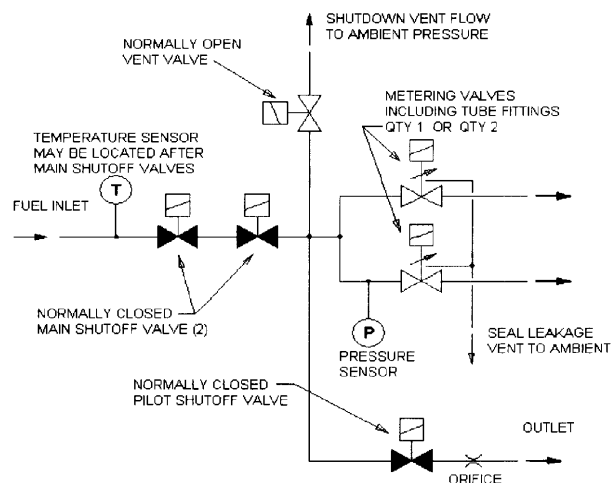 SHUTDOWN VENT FLOW
TO AMBIENT PRESSURE
NORMALLY OPEN
VENT VALVE
METERING VALVES
INCLUDING TUBE FITTINGS
QTY 1 OR QTY 2
TEMPERATURE SENSOR
MAY BE LOCATED AFTER
MAIN SHUTOFF VALVES
T
FUEL INLET
NORMALLY CLOSED
MAIN SHUTOFF VALVE (2)
P
PRESSURE
SENSOR
SEAL LEAKAGE
VENT TO AMBIENT
NORMALLY CLOSED
PILOT SHUTOFF VALVE
OUTLET
ORIFICE